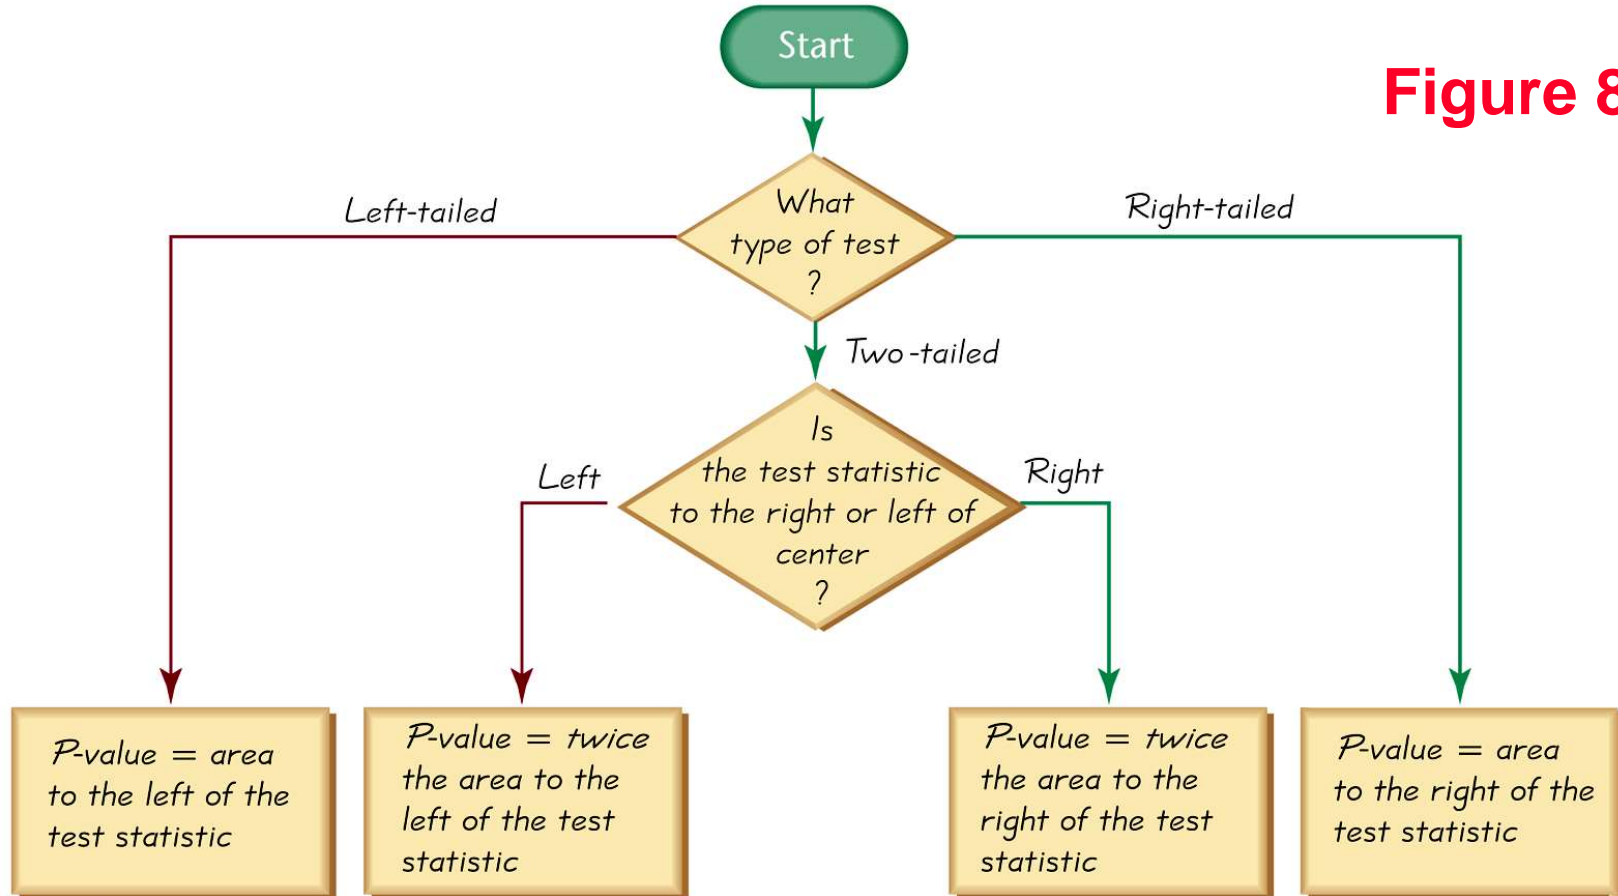 Start
Figure 8
What
type of test
?
Left-tailed
Right-tailed
Two-tailed
Is
the test statistic
to the right or left of
center
?
Left
Right
P-value = area
to the left of the
test statistic
P-value = twice
the area to the
left of the test
statistic
P-value = twice
the area to the
right of the test
statistic
P-value = area
to the right of the
test statistic